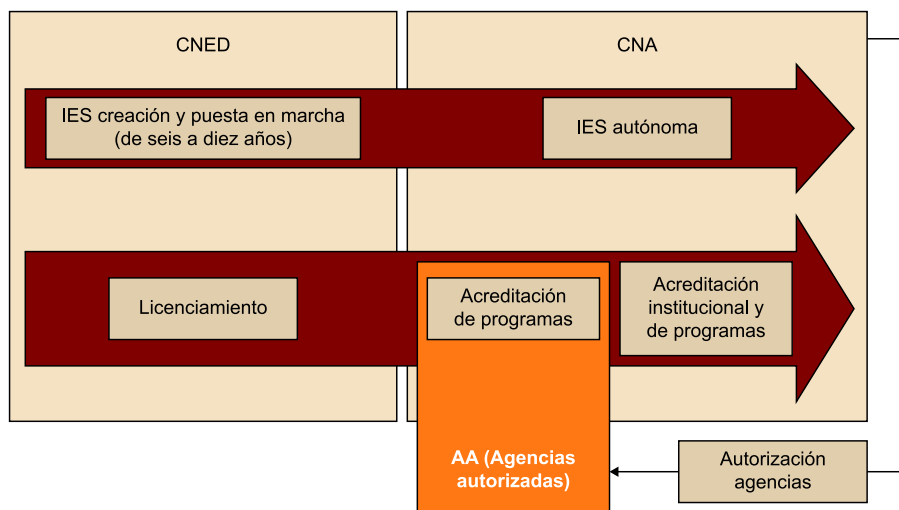 CNED
CNA
IES creación y puesta en marcha
(de seis a diez años)
IES autónoma
Licenciamiento
Acreditación
de programas
Acreditación
institucional y
de programas
AA (Agencias
autorizadas)
Autorización
agencias